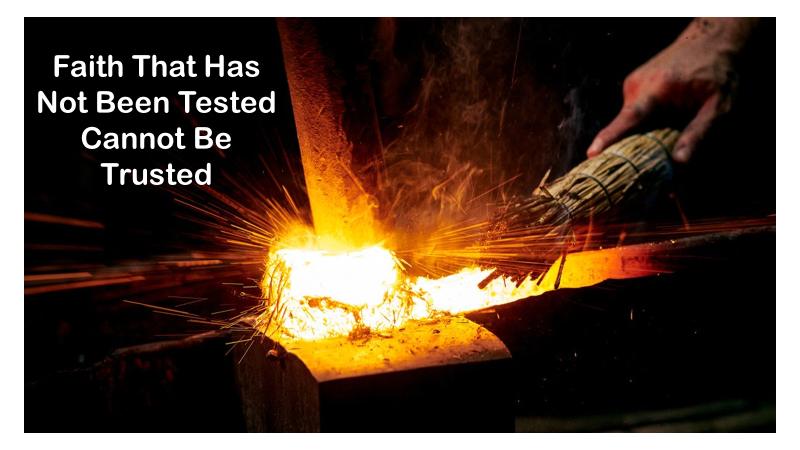 Faith That Has
Not Been Tested
Cannot Be
Trusted